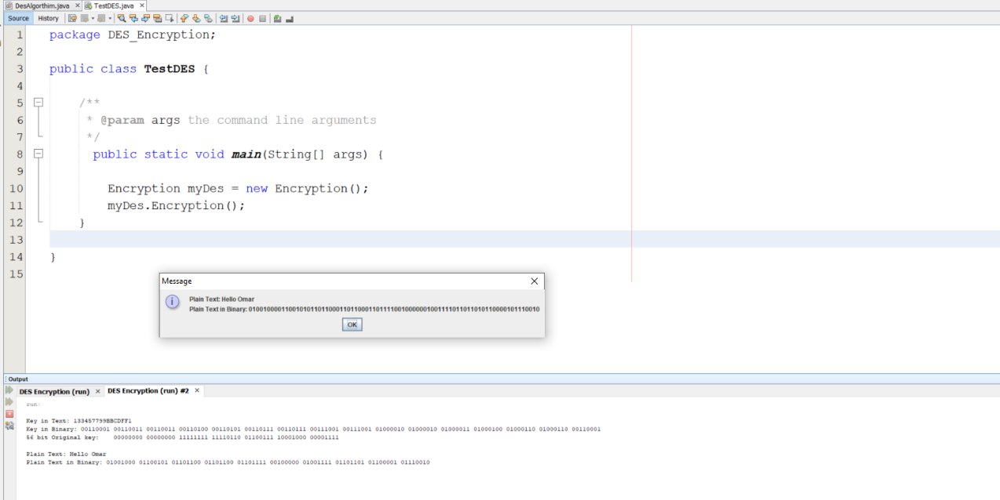 DesAlgorthim.java × TestDES.java ×
Source History
1 package DES_Encryption;
2
3 public class TestDES {
4
5 /**
6 * @param args the command line arguments
7 */
8 public static void main(String[] args) {
9
10 Encryption myDes = new Encryption();
11 myDes.Encryption();
12 }
13
14 }
15
Message
Plain Text: Hello Omar
Plain Text in Binary: 01001000011001010110110001101100011011110010000001001111011011010110000101110010
OK
Output
DES Encryption (run) × DES Encryption (run) #2 ×
run:
Key in Text: 133457799BBCDFF1
Key in Binary: 00110001 00110011 00110011 00110100 00110101 00110111 00110111 00111001 00111001 01000010 01000010 01000011 01000100 01000110 01000110 00110001
56 bit Original key: 00000000 00000000 11111111 11110110 01100111 10001000 00001111
Plain Text: Hello Omar
Plain Text in Binary: 01001000 01100101 01101100 01101100 01101111 00100000 01001111 01101101 01100001 01110010